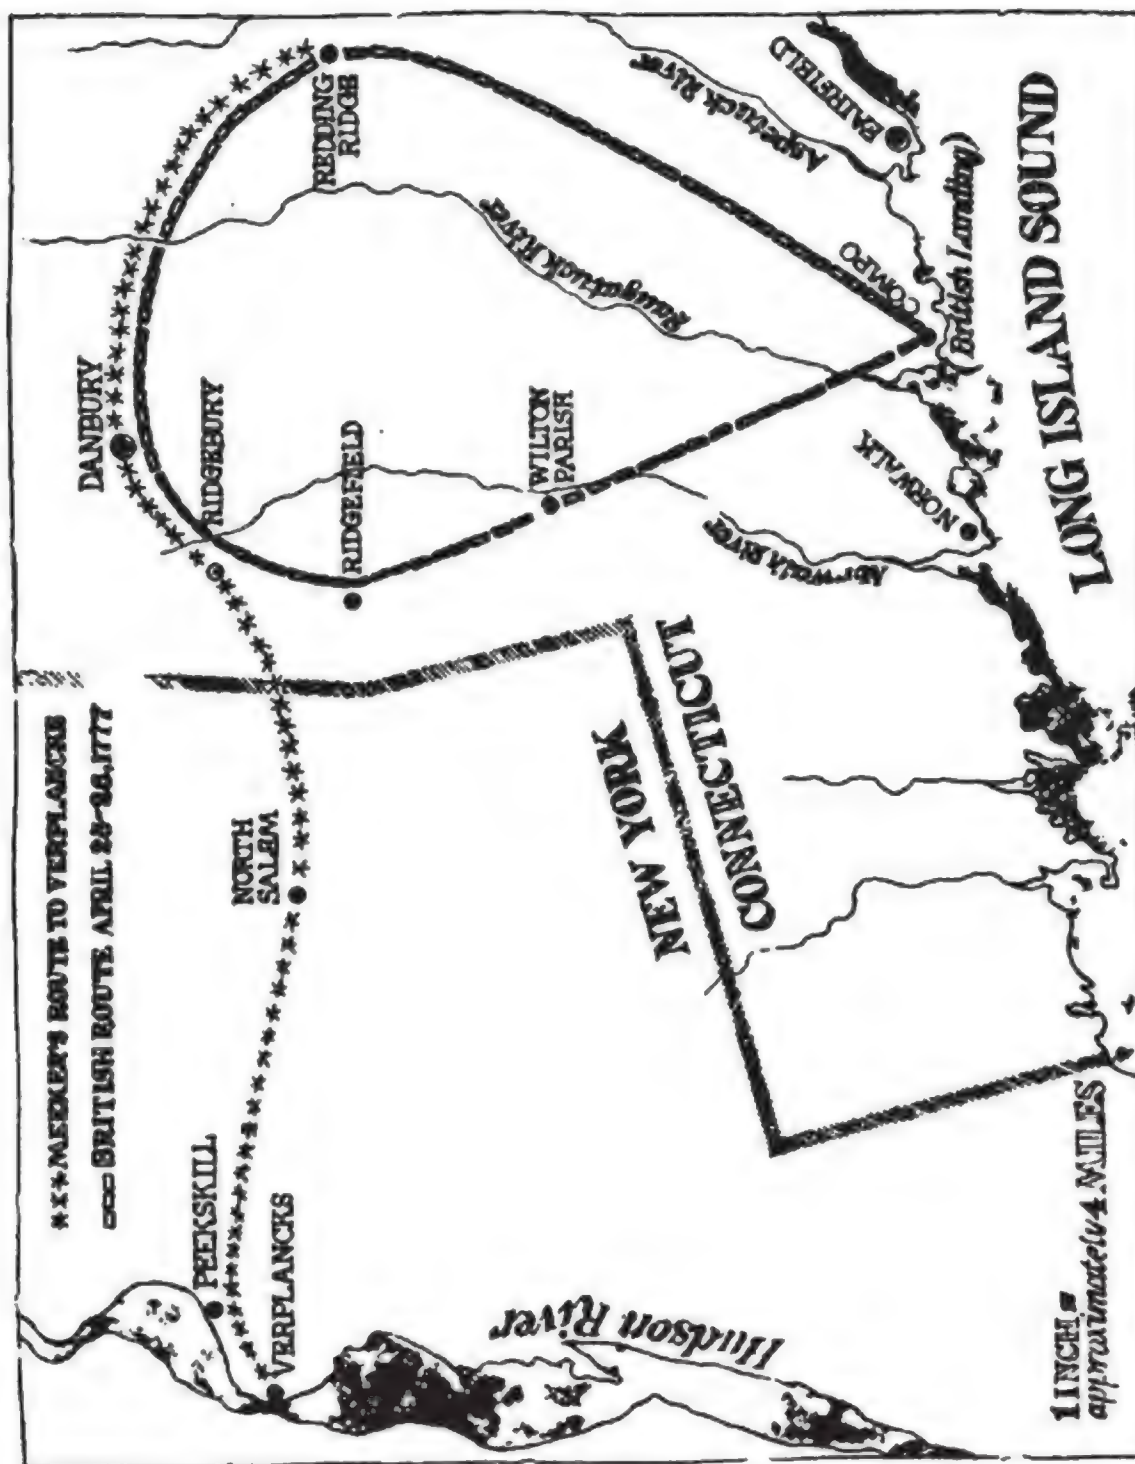 MEEKER'S ROUTE TO VERPLANCKS
BRITISH ROUTE APRIL 25-28,1777
PEEKSKILL
VERPLANCKS
NORTH
SALEM
DANBURY
RIDGEBURY
RIDGEFIELD
REDDING
RIDGE
WILTON
PARISH
Hudson River
NEW YORK
CONNECTICUT
Norwalk River
Saugatuck River
Aspetuck River
NORWALK
COMPO
(British Landing)
FAIRFIELD
LONG ISLAND SOUND
1 INCH =
approximately 4 MILES